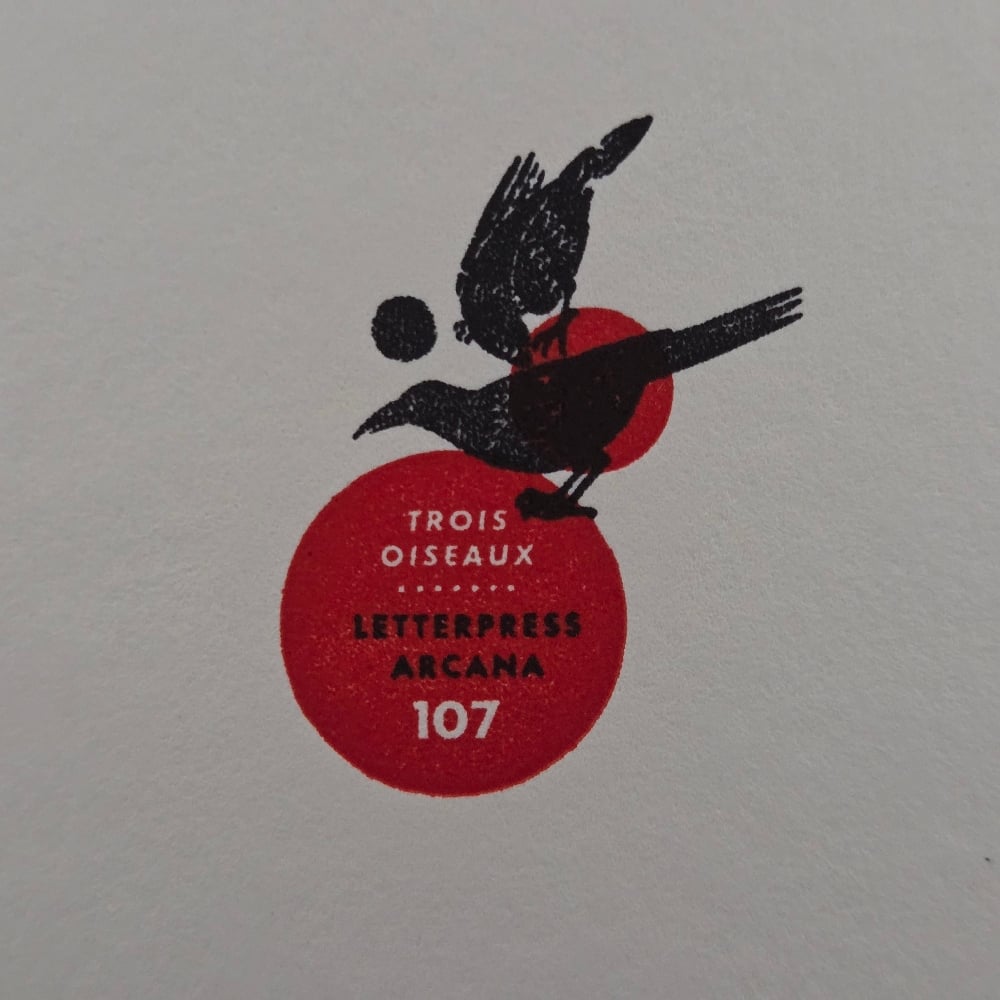 TROIS
OISEAUX
LETTERPRESS
ARCANA
107